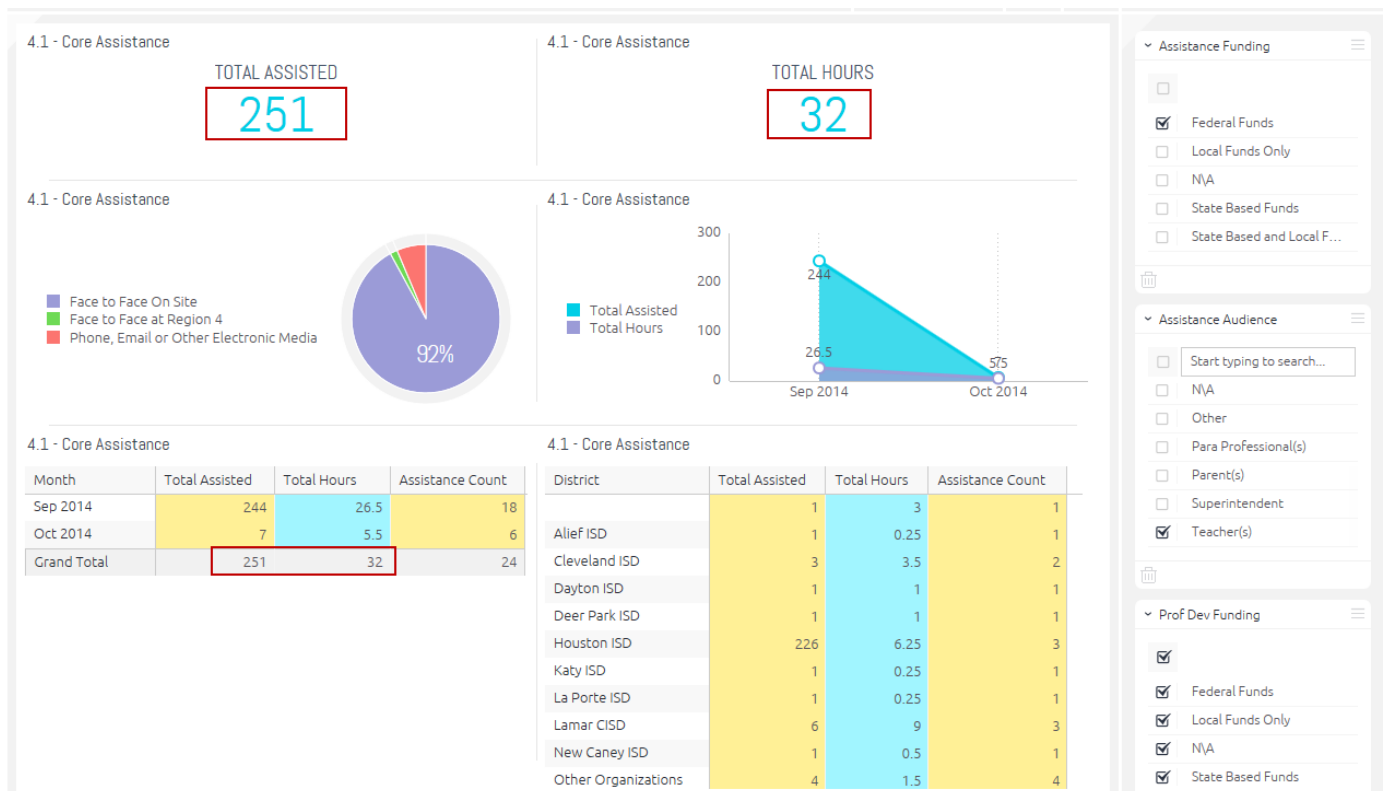 4.1 - Core Assistance
TOTAL ASSISTED
251
4.1 - Core Assistance
TOTAL HOURS
32
4.1 - Core Assistance
Face to Face On Site
Face to Face at Region 4
Phone, Email or Other Electronic Media
92%
4.1 - Core Assistance
Total Assisted
Total Hours
300
200
100
0
244
26.5
Sep 2014
Oct 2014
4.1 - Core Assistance
Month Total Assisted Total Hours Assistance Count
Sep 2014 244 26.5 18
Oct 2014 7 5.5 6
Grand Total 251 32 24
4.1 - Core Assistance
District Total Assisted Total Hours Assistance Count
1 3 1
Alief ISD 1 0.25 1
Cleveland ISD 3 3.5 2
Dayton ISD 1 1 1
Deer Park ISD 1 1 1
Houston ISD 226 6.25 3
Katy ISD 1 0.25 1
La Porte ISD 1 0.25 1
Lamar CISD 6 9 3
New Caney ISD 1 0.5 1
Other Organizations 4 1.5 4
Assistance Funding
Federal Funds
Local Funds Only
N\A
State Based Funds
State Based and Local F...
Assistance Audience
Start typing to search...
N\A
Other
Para Professional(s)
Parent(s)
Superintendent
Teacher(s)
Prof Dev Funding
Federal Funds
Local Funds Only
N\A
State Based Funds